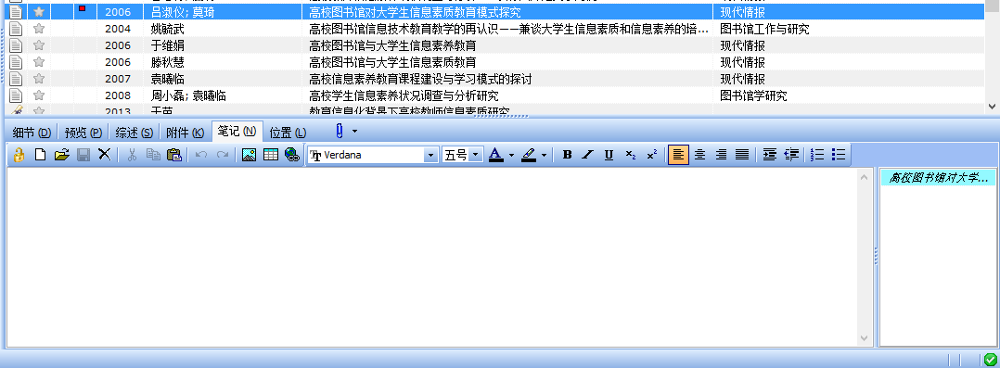 2006 吕淑仪; 莫琦 高校图书馆对大学生信息素质教育模式探究 现代情报
2004 姚毓武 高校图书馆信息技术教育教学的再认识——兼谈大学生信息素质和信息素养的培... 图书馆工作与研究
2006 于维娟 高校图书馆与大学生信息素养教育 现代情报
2006 滕秋慧 高校图书馆与大学生信息素质教育 现代情报
2007 袁曦临 高校信息素养教育课程建设与学习模式的探讨 现代情报
2008 周小磊; 袁曦临 高校学生信息素养状况调查与分析研究 图书馆学研究
2013 于英 教育信息化背景下高校教师信息素质研究
细节 (D) 预览 (P) 综述 (S) 附件 (K) 笔记 (N) 位置 (L)
Verdana 五号 A B I U x₂ x²
高校图书馆对大学...